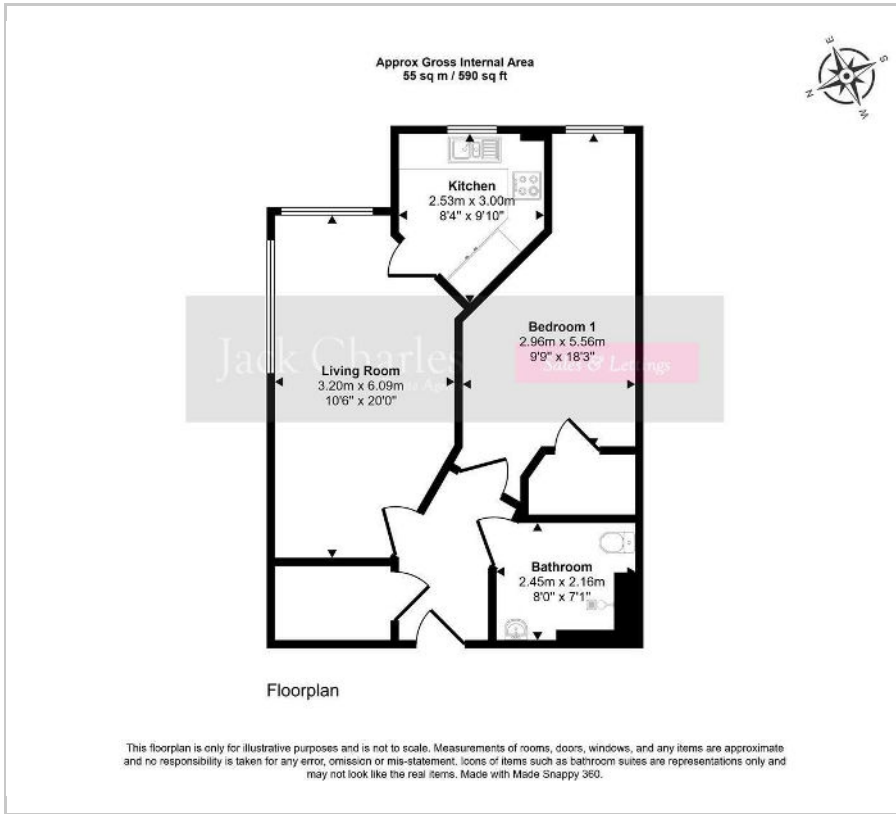 Approx Gross Internal Area
55 sq m / 590 sq ft
E
S
N
W
Kitchen
2.53m x 3.00m
8'4" x 9'10"
Bedroom 1
2.96m x 5.56m
9'9" x 18'3"
Jack Charles
Sales & Lettings
Living Room
3.20m x 6.09m
10'6" x 20'0"
Bathroom
2.45m x 2.16m
8'0" x 7'1"
Floorplan
This floorplan is only for illustrative purposes and is not to scale. Measurements of rooms, doors, windows, and any items are approximate
and no responsibility is taken for any error, omission or mis-statement. Icons of items such as bathroom suites are representations only and
may not look like the real items. Made with Made Snappy 360.